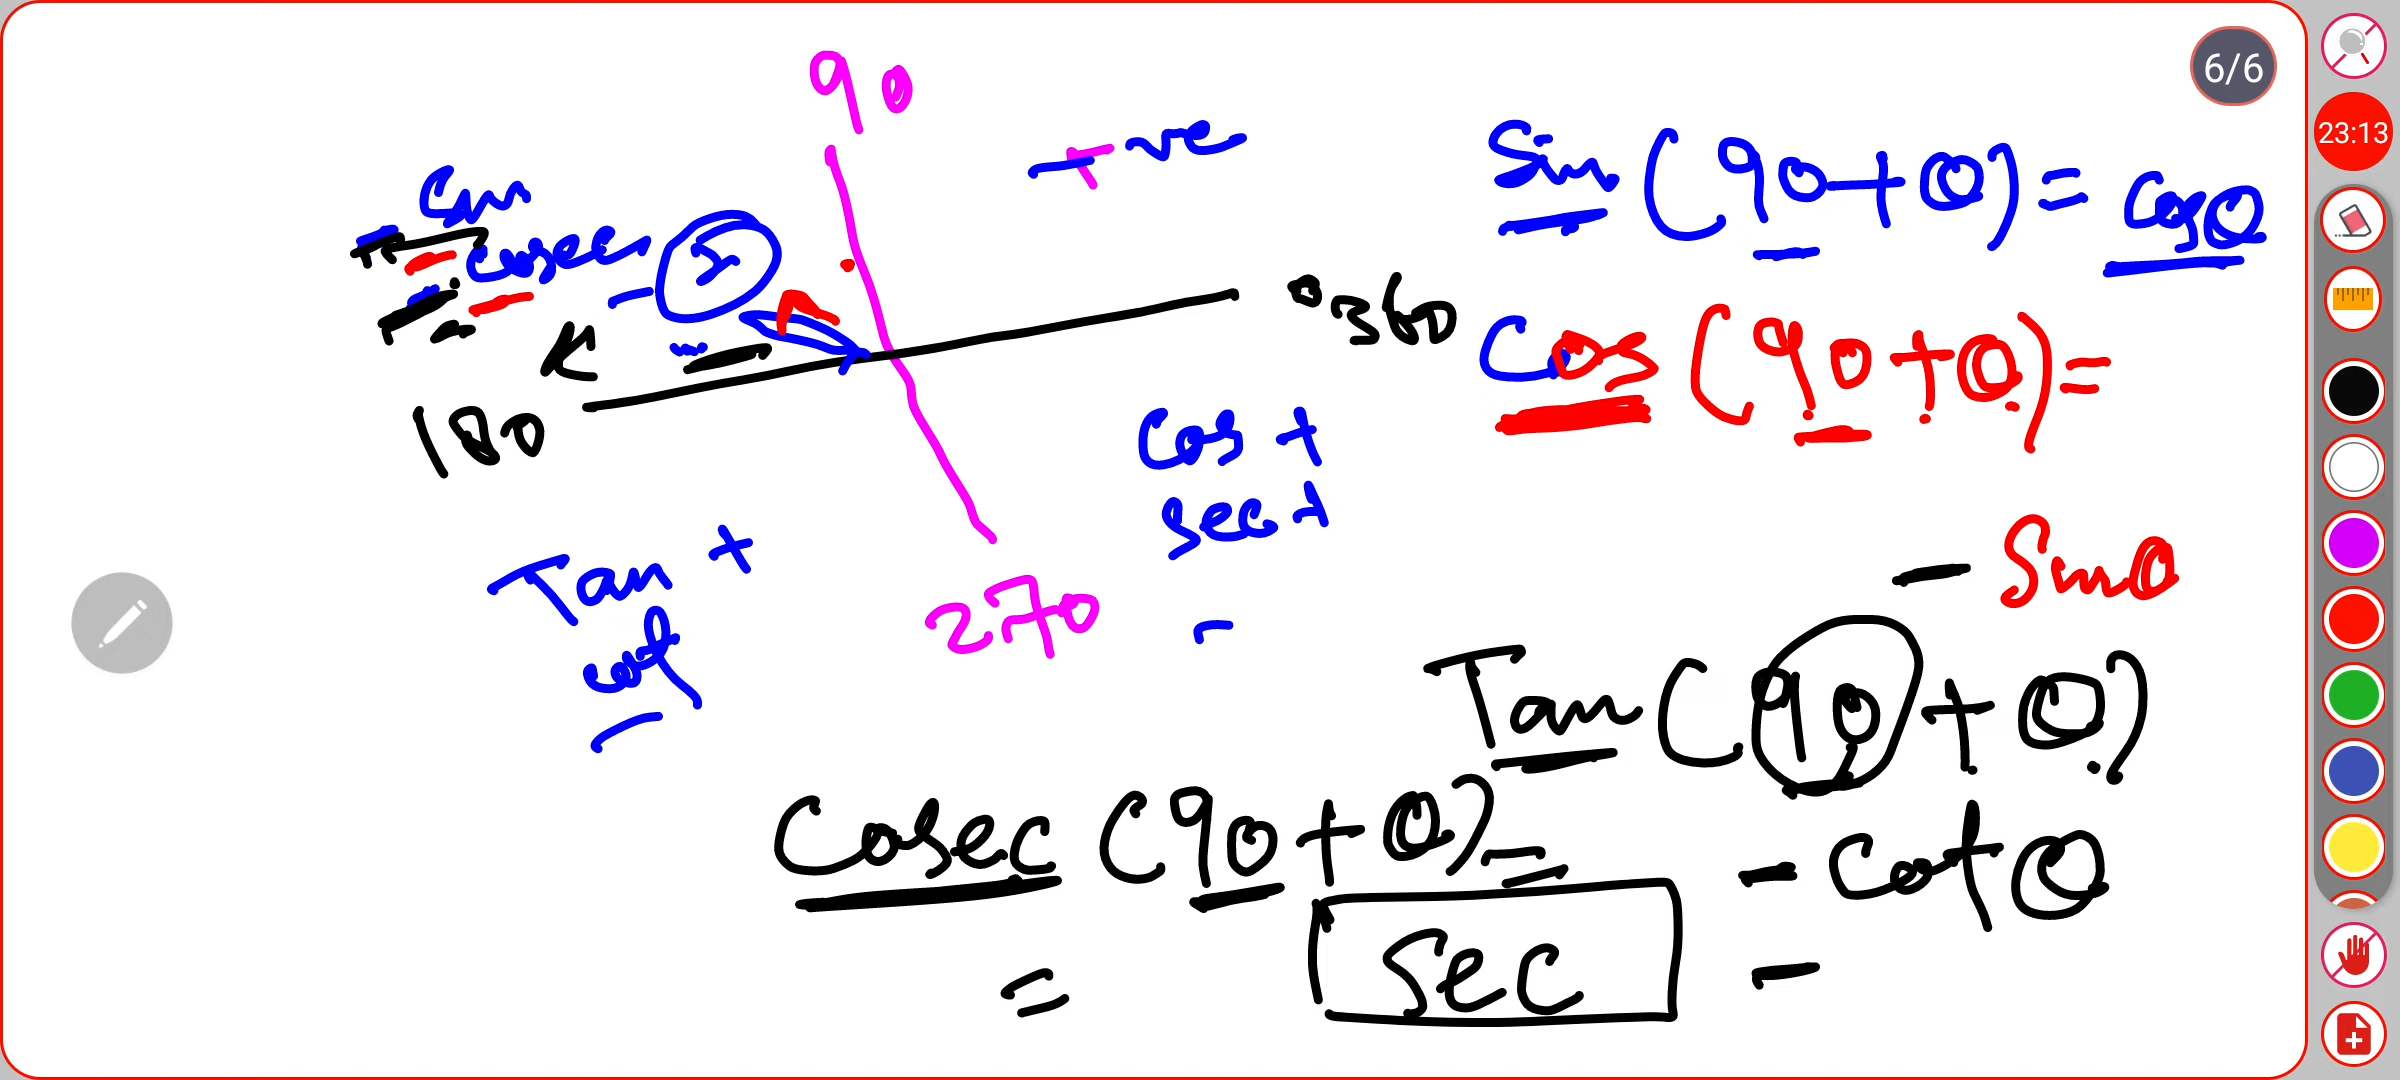 6/6
23:13
90
+ve
Sin (90+θ) = cosθ
Sin
Cosec
0 360
Cos (90+θ) =
180
Cos +
Sec +
- Sinθ
Tan +
cot
270
Tan (90+θ)
Cosec (90+θ) =
- cotθ
= Sec